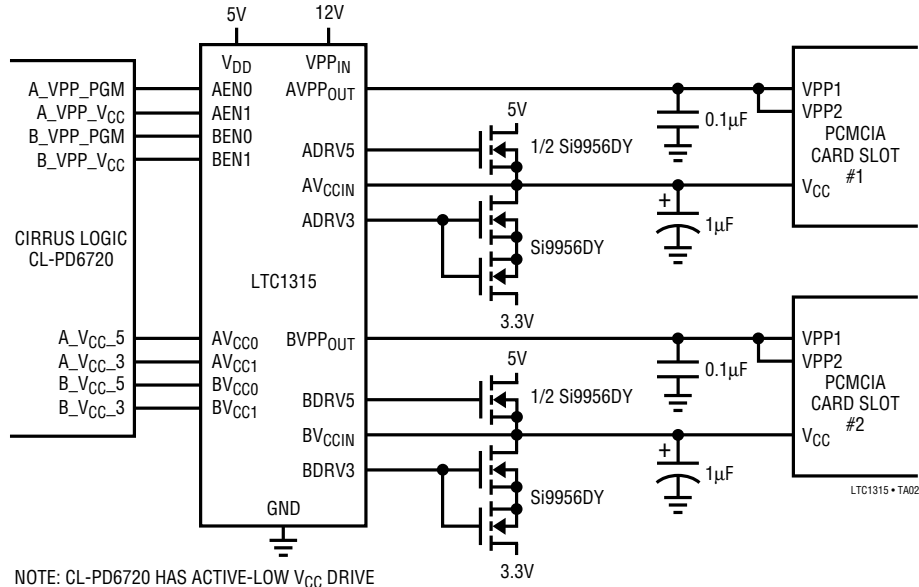 5V
12V
VDD
VPPIN
A_VPP_PGM
AEN0
AVPPOUT
VPP1
A_VPP_VCC
AEN1
VPP2
B_VPP_PGM
BEN0
5V
0.1µF
B_VPP_VCC
BEN1
PCMCIA
CARD SLOT
#1
ADRV5
1/2 Si9956DY
AVCCIN
VCC
ADRV3
+
1µF
CIRRUS LOGIC
CL-PD6720
Si9956DY
LTC1315
3.3V
A_VCC_5
AVCC0
BVPPOUT
VPP1
A_VCC_3
AVCC1
5V
VPP2
B_VCC_5
BVCC0
0.1µF
B_VCC_3
BVCC1
PCMCIA
CARD SLOT
#2
BDRV5
1/2 Si9956DY
BVCCIN
VCC
BDRV3
+
1µF
Si9956DY
LTC1315 • TA02
GND
3.3V
NOTE: CL-PD6720 HAS ACTIVE-LOW VCC DRIVE